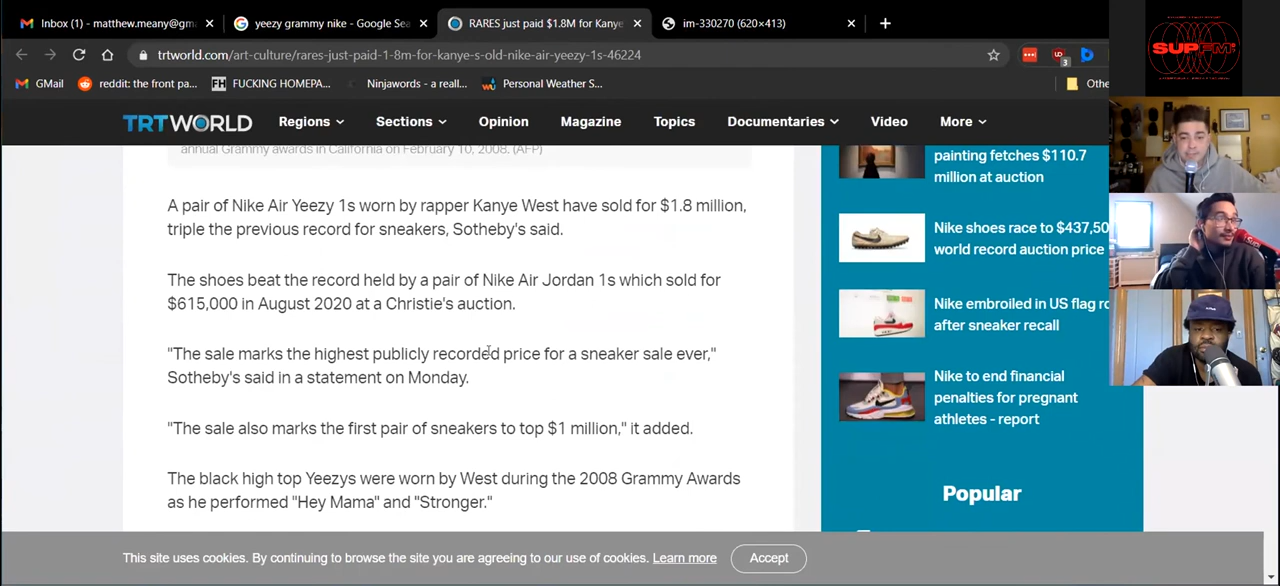 Inbox (1) - matthew.meany@gm
yeezy grammy nike - Google Sea
RARES just paid $1.8M for Kanye
im-330270 (620×413)
trtworld.com/art-culture/rares-just-paid-1-8m-for-kanye-s-old-nike-air-yeezy-1s-46224
3
GMail
reddit: the front pa...
FH
FUCKING HOMEPA...
Ninjawords - a reall...
Personal Weather S...
Othe
SUPFM
TRTWORLD
Regions
Sections
Opinion
Magazine
Topics
Documentaries
Video
More
annual Grammy awards in California on February 10, 2008. (AFP)
A pair of Nike Air Yeezy 1s worn by rapper Kanye West have sold for $1.8 million,
triple the previous record for sneakers, Sotheby's said.
The shoes beat the record held by a pair of Nike Air Jordan 1s which sold for
$615,000 in August 2020 at a Christie's auction.
"The sale marks the highest publicly recorded price for a sneaker sale ever,"
Sotheby's said in a statement on Monday.
"The sale also marks the first pair of sneakers to top $1 million," it added.
The black high top Yeezys were worn by West during the 2008 Grammy Awards
as he performed "Hey Mama" and "Stronger."
painting fetches $110.7
million at auction
Nike shoes race to $437,50
world record auction price
Nike embroiled in US flag ro
after sneaker recall
Nike to end financial
penalties for pregnant
athletes - report
Popular
This site uses cookies. By continuing to browse the site you are agreeing to our use of cookies. Learn more
Accept